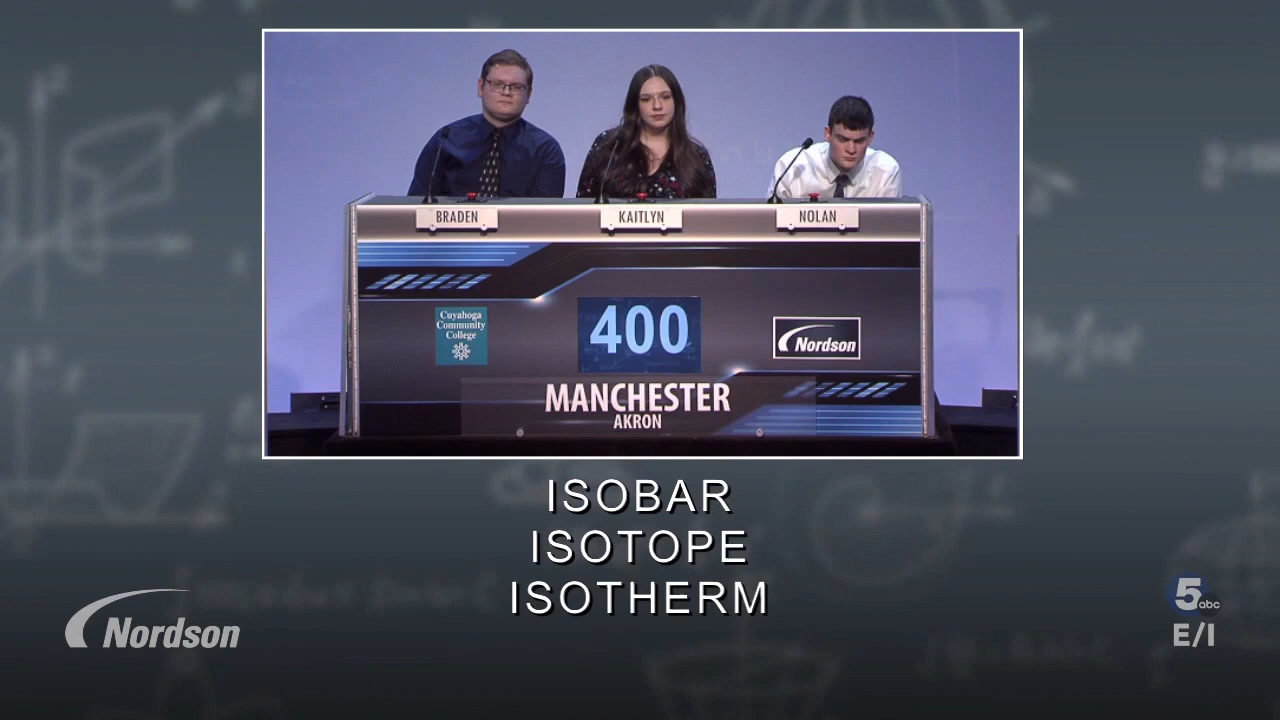 BRADEN
KAITLYN
NOLAN
Cuyahoga
Community
College
400
Nordson
MANCHESTER
AKRON
ISOBAR
ISOTOPE
ISOTHERM
Nordson
5abc
E/I